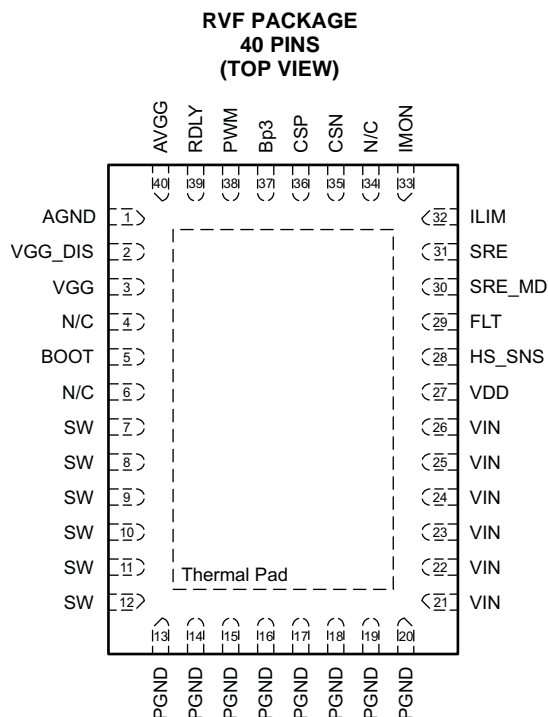 RVF PACKAGE
40 PINS
(TOP VIEW)
AVGG RDLY PWM Bp3 CSP CSN N/C IMON
40 39 38 37 36 35 34 33
AGND 1 32 ILIM
VGG_DIS 2 31 SRE
VGG 3 30 SRE_MD
N/C 4 29 FLT
BOOT 5 28 HS_SNS
N/C 6 27 VDD
SW 7 26 VIN
SW 8 25 VIN
SW 9 24 VIN
SW 10 23 VIN
SW 11 22 VIN
Thermal Pad
SW 12 21 VIN
13 14 15 16 17 18 19 20
PGND PGND PGND PGND PGND PGND PGND PGND